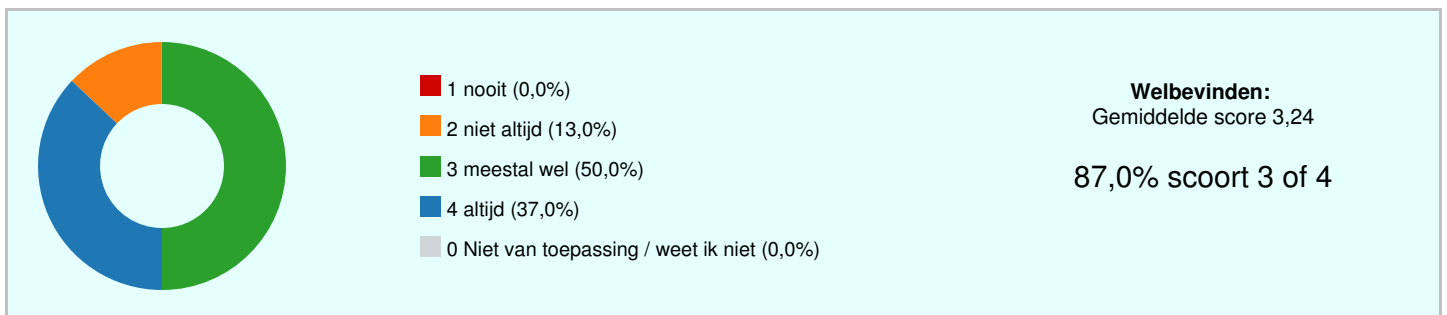 1 nooit (0,0%)
2 niet altijd (13,0%)
3 meestal wel (50,0%)
4 altijd (37,0%)
0 Niet van toepassing / weet ik niet (0,0%)
Welbevinden:
Gemiddelde score 3,24
87,0% scoort 3 of 4